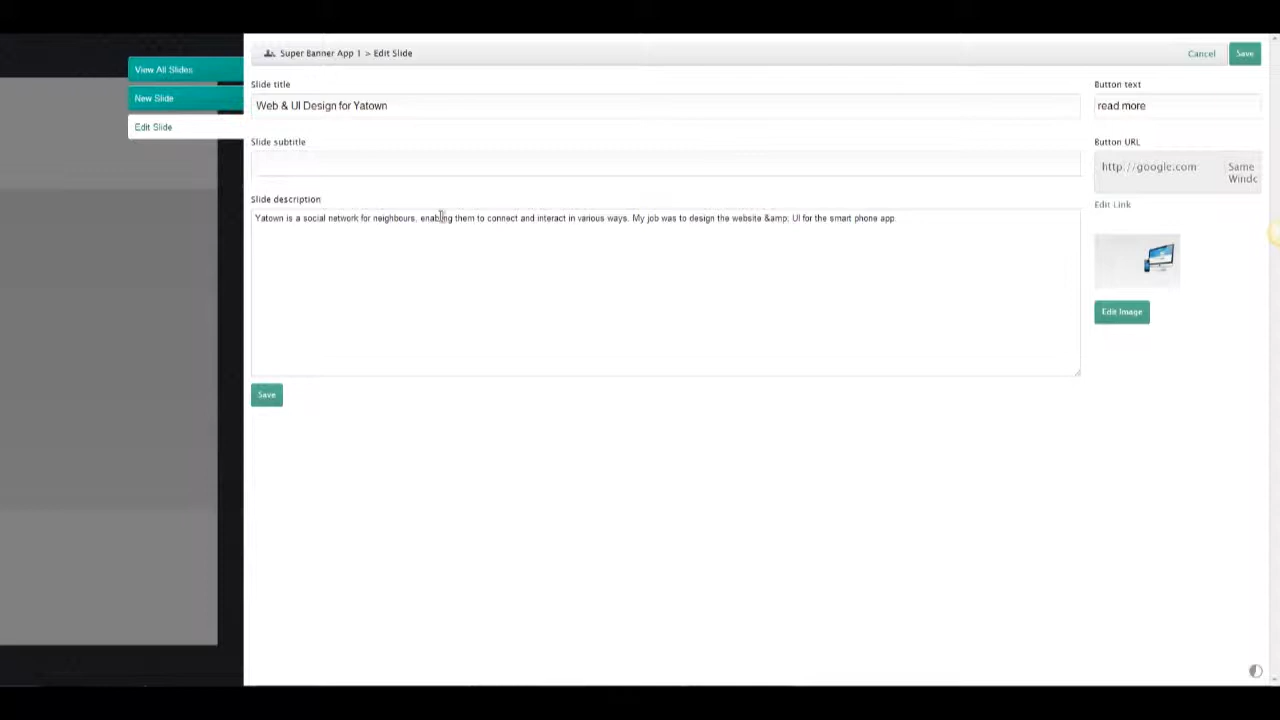 Super Banner App 1 > Edit Slide
Cancel
Save
View All Slides
New Slide
Edit Slide
Slide title
Web & UI Design for Yatown
Slide subtitle
Slide description
Yatown is a social network for neighbours, enabling them to connect and interact in various ways. My job was to design the website &amp; UI for the smart phone app.
Save
Button text
read more
Button URL
http://google.com
Same
Windc
Edit Link
Edit Image